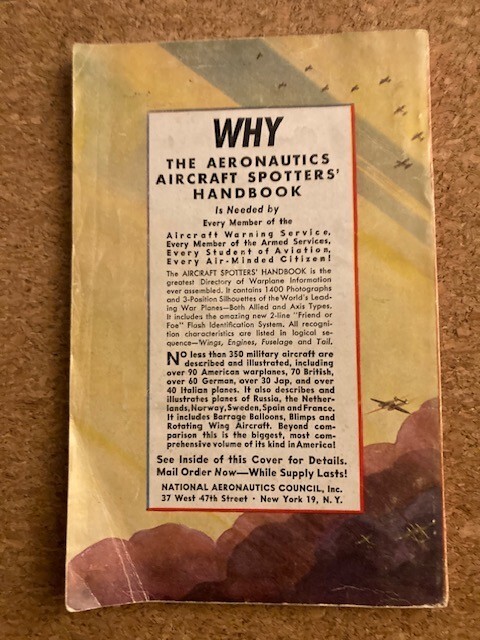 WHY
THE AERONAUTICS
AIRCRAFT SPOTTERS'
HANDBOOK
Is Needed by
Every Member of the
Aircraft Warning Service,
Every Member of the Armed Services,
Every Student of Aviation,
Every Air-Minded Citizen!
The AIRCRAFT SPOTTERS' HANDBOOK is the
greatest Directory of Warplane Information
ever assembled. It contains 1400 Photographs
and 3-Position Silhouettes of the World's Lead-
ing War Planes—Both Allied and Axis Types.
It includes the amazing new 2-line "Friend or
Foe" Flash Identification System. All recogni-
tion characteristics are listed in logical se-
quence—Wings, Engines, Fuselage and Tail.
NO less than 350 military aircraft are
described and illustrated, including
over 90 American warplanes, 70 British,
over 60 German, over 30 Jap, and over
40 Italian planes. It also describes and
illustrates planes of Russia, the Nether-
lands, Norway, Sweden, Spain and France.
It includes Barrage Balloons, Blimps and
Rotating Wing Aircraft. Beyond com-
parison this is the biggest, most com-
prehensive volume of its kind in America!
See Inside of this Cover for Details.
Mail Order Now—While Supply Lasts!
NATIONAL AERONAUTICS COUNCIL, Inc.
37 West 47th Street • New York 19, N. Y.